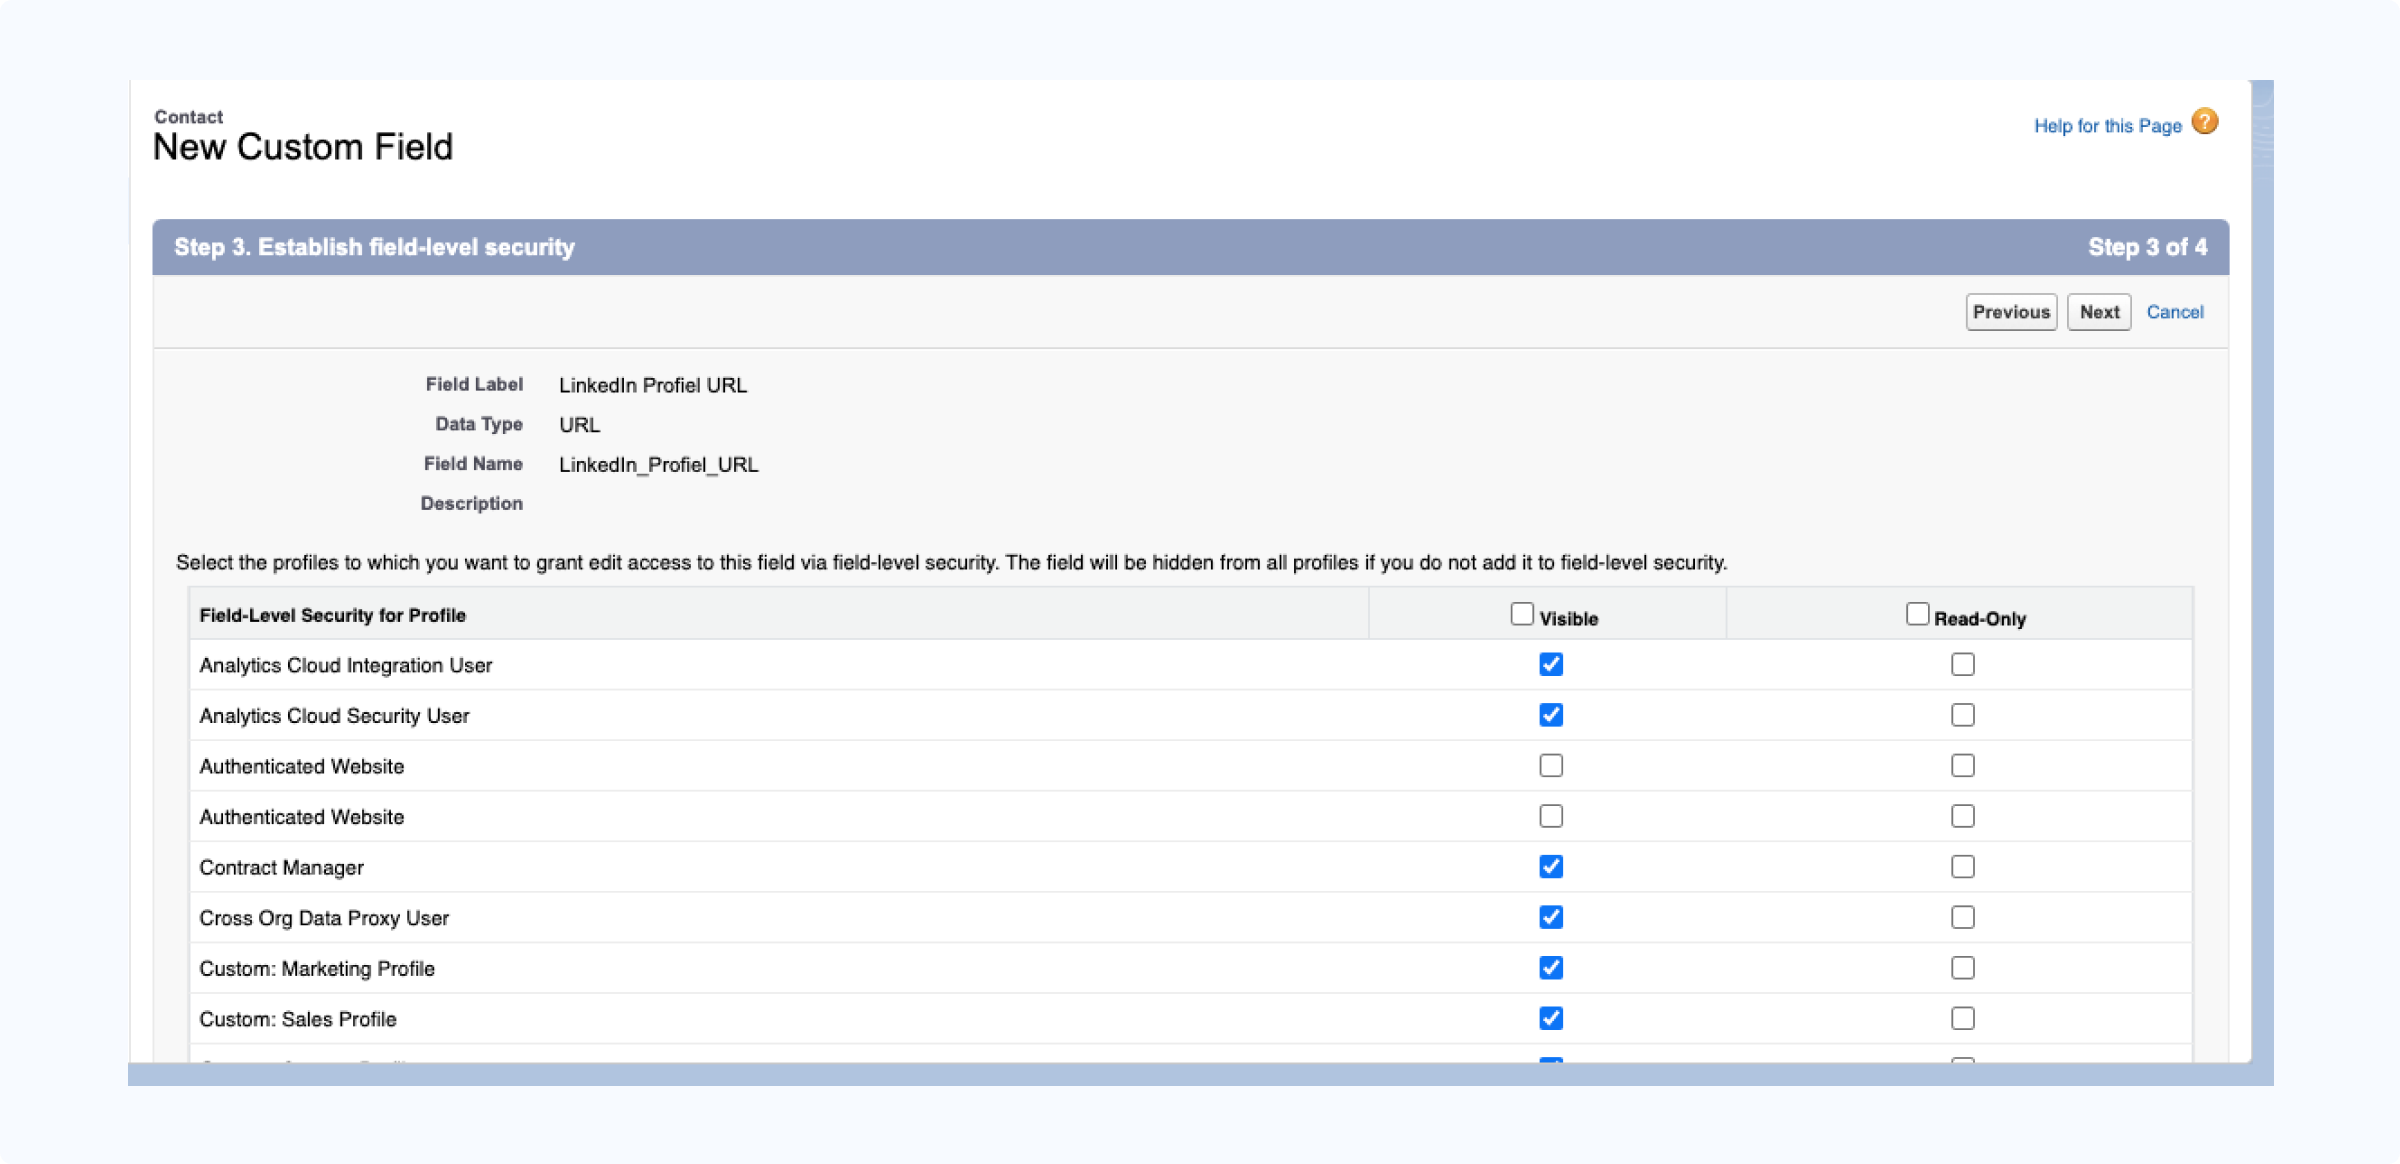 Contact
New Custom Field
Help for this Page ?
Step 3. Establish field-level security
Step 3 of 4
Previous Next Cancel
Field Label LinkedIn Profiel URL
Data Type URL
Field Name LinkedIn_Profiel_URL
Description
Select the profiles to which you want to grant edit access to this field via field-level security. The field will be hidden from all profiles if you do not add it to field-level security.
Field-Level Security for Profile Visible Read-Only
Analytics Cloud Integration User
Analytics Cloud Security User
Authenticated Website
Authenticated Website
Contract Manager
Cross Org Data Proxy User
Custom: Marketing Profile
Custom: Sales Profile